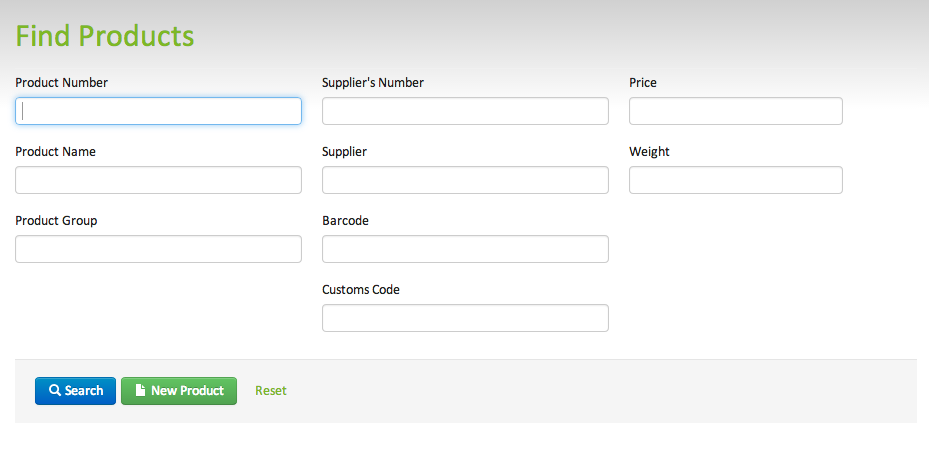 Find Products
Product Number
Supplier's Number
Price
Product Name
Supplier
Weight
Product Group
Barcode
Customs Code
Search
New Product
Reset